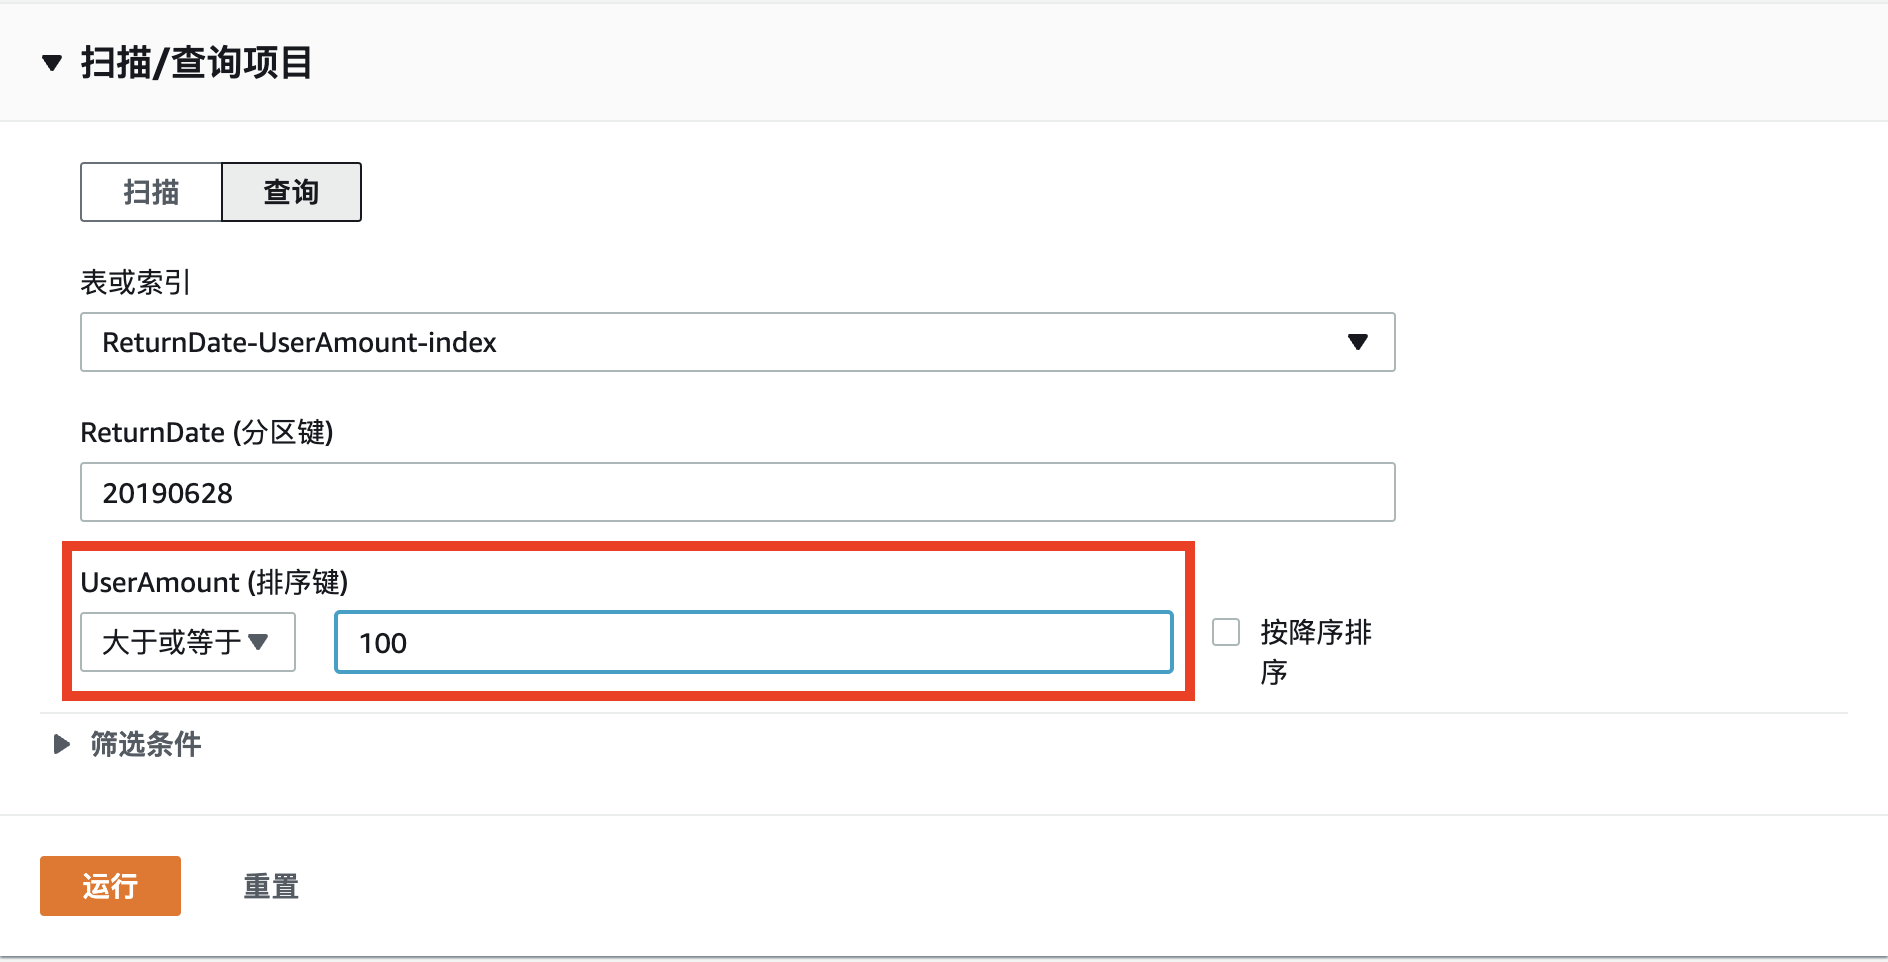 扫描/查询项目
扫描 查询
表或索引
ReturnDate-UserAmount-index
ReturnDate (分区键)
20190628
UserAmount (排序键)
大于或等于 100
按降序排
序
筛选条件
运行 重置